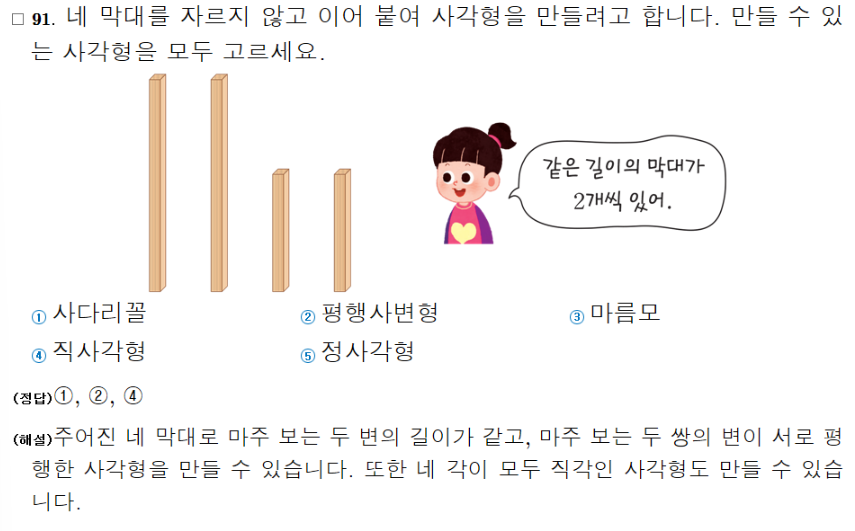 □ 91. 네 막대를 자르지 않고 이어 붙여 사각형을 만들려고 합니다. 만들 수 있
는 사각형을 모두 고르세요.
같은 길이의 막대가
2개씩 있어.
① 사다리꼴 ② 평행사변형 ③ 마름모
④ 직사각형 ⑤ 정사각형
(정답)①, ②, ④
(해설)주어진 네 막대로 마주 보는 두 변의 길이가 같고, 마주 보는 두 쌍의 변이 서로 평
행한 사각형을 만들 수 있습니다. 또한 네 각이 모두 직각인 사각형도 만들 수 있습
니다.